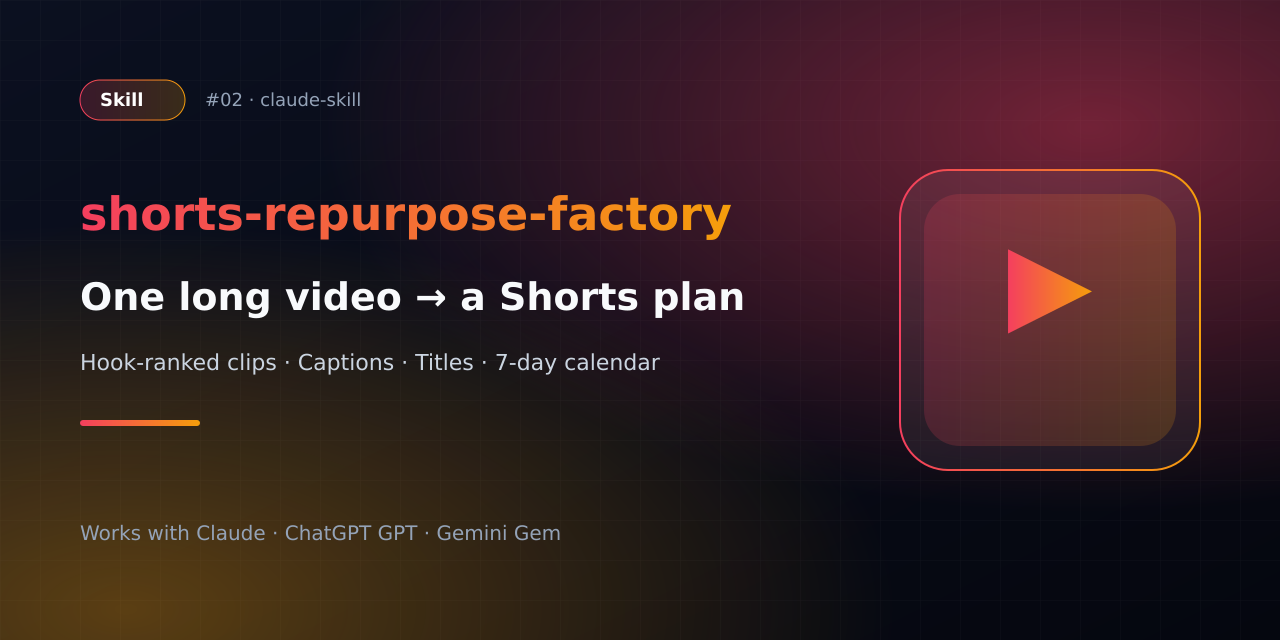 Skill
#02 · claude-skill
shorts-repurpose-factory
One long video → a Shorts plan
Hook-ranked clips · Captions · Titles · 7-day calendar
Works with Claude · ChatGPT GPT · Gemini Gem